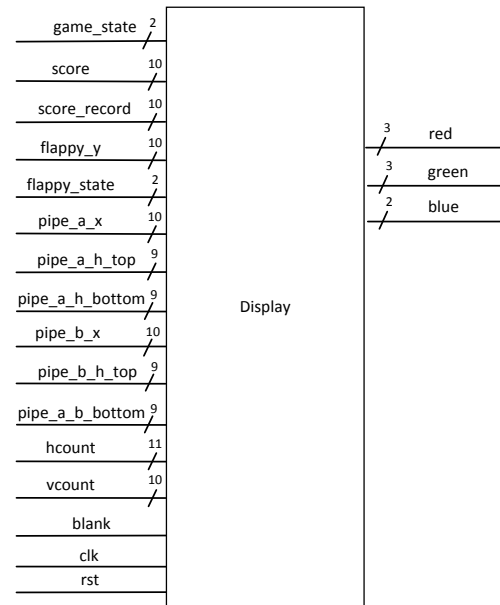 game_state 2
score 10
score_record 10
flappy_y 10
flappy_state 2
pipe_a_x 10
pipe_a_h_top 9
pipe_a_h_bottom 9
pipe_b_x 10
pipe_b_h_top 9
pipe_a_b_bottom 9
hcount 11
vcount 10
blank
clk
rst
Display
3 red
3 green
2 blue